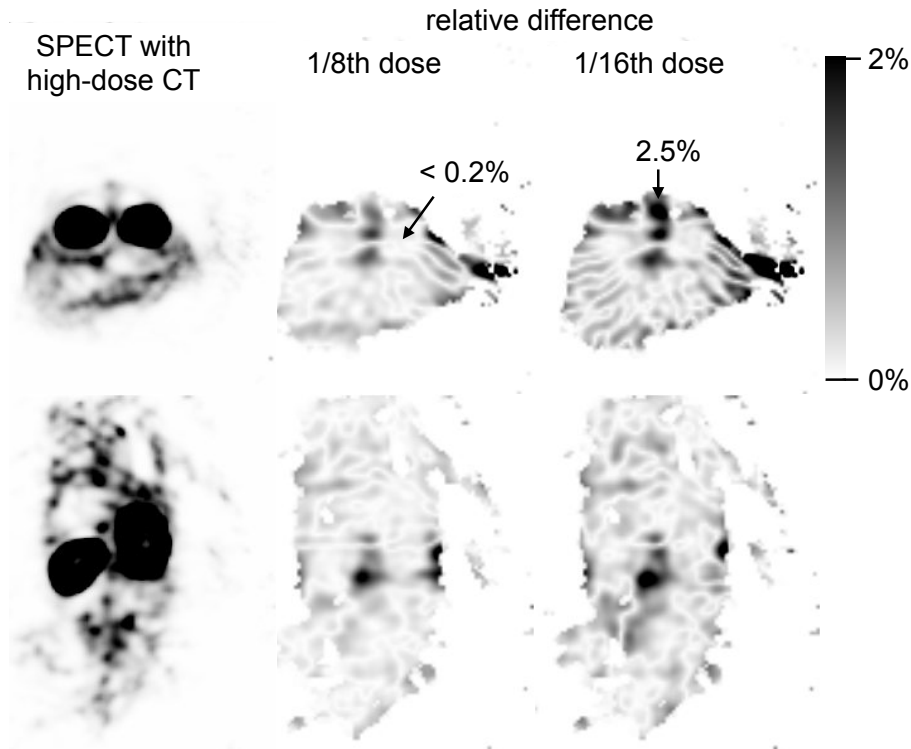 relative difference
SPECT with
high-dose CT
1/8th dose
1/16th dose
2%
< 0.2%
2.5%
0%